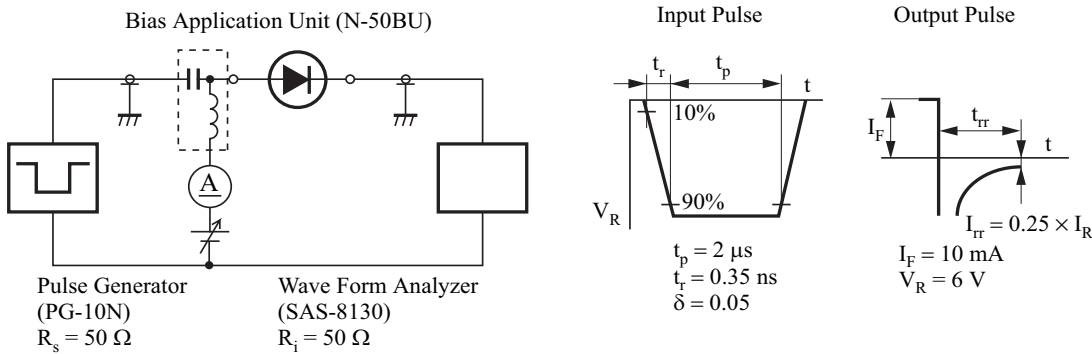 Bias Application Unit (N-50BU)
A
Pulse Generator
(PG-10N)
R_s = 50 Ω
Wave Form Analyzer
(SAS-8130)
R_i = 50 Ω
Input Pulse
t_r
t_p
t
10%
90%
V_R
t_p = 2 μs
t_r = 0.35 ns
δ = 0.05
Output Pulse
I_F
t_rr
t
I_rr = 0.25 × I_R
I_F = 10 mA
V_R = 6 V